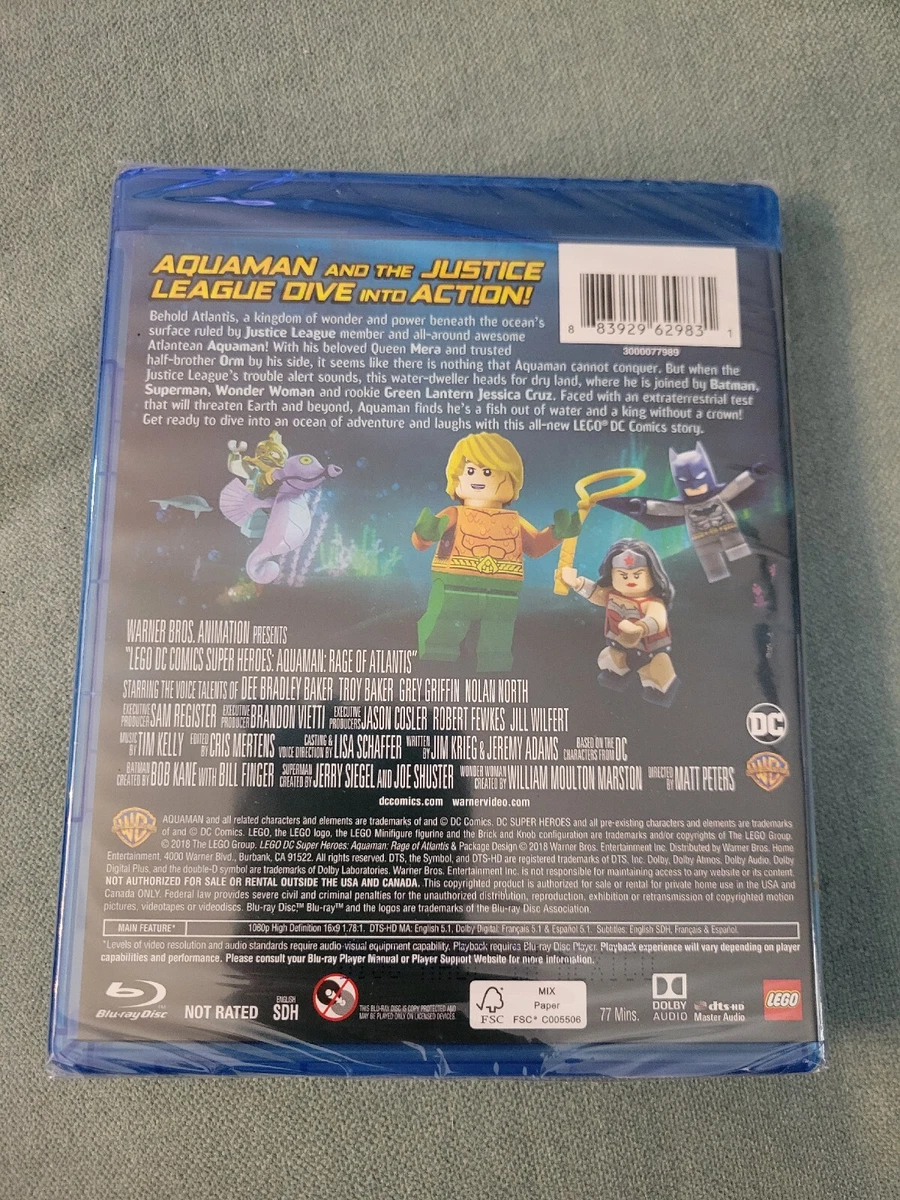 AQUAMAN AND THE JUSTICE
LEAGUE DIVE INTO ACTION!
Behold Atlantis, a kingdom of wonder and power beneath the ocean's
surface ruled by Justice League member and all-around awesome
Atlantean Aquaman! With his beloved Queen Mera and trusted
half-brother Orm by his side, it seems like there is nothing that Aquaman cannot conquer. But when the
Justice League's trouble alert sounds, this water-dweller heads for dry land, where he is joined by Batman,
Superman, Wonder Woman and rookie Green Lantern Jessica Cruz. Faced with an extraterrestrial test
that will threaten Earth and beyond, Aquaman finds he's a fish out of water and a king without a crown!
Get ready to dive into an ocean of adventure and laughs with this all-new LEGO® DC Comics story.
8 83929 62983 1
3000077989
WARNER BROS. ANIMATION PRESENTS
"LEGO DC COMICS SUPER HEROES: AQUAMAN: RAGE OF ATLANTIS"
STARRING THE VOICE TALENTS OF DEE BRADLEY BAKER TROY BAKER GREY GRIFFIN NOLAN NORTH
EXECUTIVE PRODUCER SAM REGISTER EXECUTIVE PRODUCER BRANDON VIETTI EXECUTIVE PRODUCERS JASON COSLER ROBERT FEWKES JILL WILFERT
MUSIC BY TIM KELLY EDITED BY CRIS MERTENS CASTING & VOICE DIRECTION BY LISA SCHAFFER WRITTEN BY JIM KRIEG & JEREMY ADAMS BASED ON THE CHARACTERS FROM DC
BATMAN CREATED BY BOB KANE WITH BILL FINGER SUPERMAN CREATED BY JERRY SIEGEL AND JOE SHUSTER WONDER WOMAN CREATED BY WILLIAM MOULTON MARSTON DIRECTED BY MATT PETERS
dccomics.com warnervideo.com
DC
WB
WB
AQUAMAN and all related characters and elements are trademarks of and © DC Comics. DC SUPER HEROES and all pre-existing characters and elements are trademarks
of and © DC Comics. LEGO, the LEGO logo, the LEGO Minifigure figurine and the Brick and Knob configuration are trademarks and/or copyrights of The LEGO Group.
© 2018 The LEGO Group. LEGO DC Super Heroes: Aquaman: Rage of Atlantis & Package Design © 2018 Warner Bros. Entertainment Inc. Distributed by Warner Bros. Home
Entertainment, 4000 Warner Blvd., Burbank, CA 91522. All rights reserved. DTS, the Symbol, and DTS-HD are registered trademarks of DTS, Inc. Dolby, Dolby Atmos, Dolby Audio, Dolby
Digital Plus, and the double-D symbol are trademarks of Dolby Laboratories. Warner Bros. Entertainment Inc. is not responsible for maintaining access to any website or its content.
NOT AUTHORIZED FOR SALE OR RENTAL OUTSIDE THE USA AND CANADA. This copyrighted product is authorized for sale or rental for private home use in the USA and
Canada ONLY. Federal law provides severe civil and criminal penalties for the unauthorized distribution, reproduction, exhibition or retransmission of copyrighted motion
pictures, videotapes or videodiscs. Blu-ray Disc™ Blu-ray™ and the logos are trademarks of the Blu-ray Disc Association.
MAIN FEATURE* 1080p High Definition 16x9 1.78:1. DTS-HD MA: English 5.1, Dolby Digital: Français 5.1 & Español 5.1. Subtitles: English SDH, Français & Español.
*Levels of video resolution and audio standards require audio-visual equipment capability. Playback requires Blu-ray Disc Player. Playback experience will vary depending on player
capabilities and performance. Please consult your Blu-ray Player Manual or Player Support Website for more information.
Blu-ray Disc™
NOT RATED
ENGLISH
SDH
THIS BLU-RAY DISC IS COPY PROTECTED AND
MAY BE PLAYED ONLY ON LICENSED DEVICES.
FSC
MIX
Paper
FSC® C005506
77 Mins.
DOLBY
AUDIO
dts-HD
Master Audio
LEGO